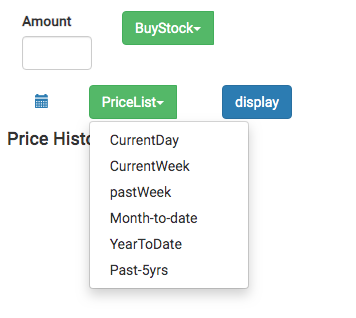 Amount
BuyStock
PriceList
display
Price Histo
CurrentDay
CurrentWeek
pastWeek
Month-to-date
YearToDate
Past-5yrs